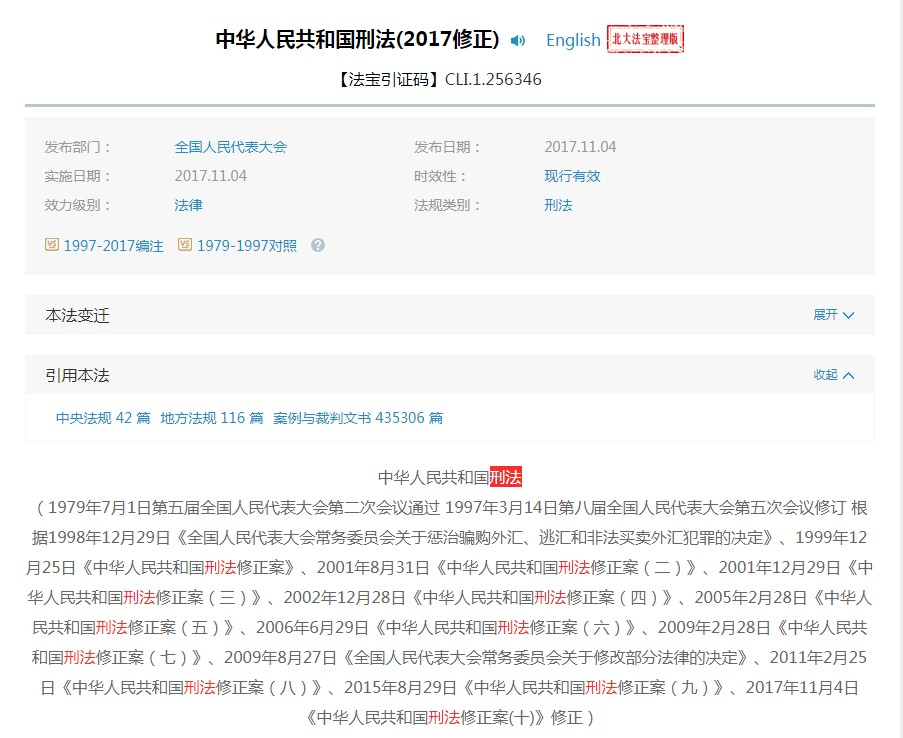 中华人民共和国刑法(2017修正) English 北大法宝整理版
【法宝引证码】CLI.1.256346
发布部门： 全国人民代表大会 发布日期： 2017.11.04
实施日期： 2017.11.04 时效性： 现行有效
效力级别： 法律 法规类别： 刑法
VS 1997-2017编注 VS 1979-1997对照 ?
本法变迁 展开
引用本法 收起
中央法规 42 篇 地方法规 116 篇 案例与裁判文书 435306 篇
中华人民共和国刑法
（ 1979年7月1日第五届全国人民代表大会第二次会议通过 1997年3月14日第八届全国人民代表大会第五次会议修订 根
据1998年12月29日《全国人民代表大会常务委员会关于惩治骗购外汇、逃汇和非法买卖外汇犯罪的决定》、1999年12
月25日《中华人民共和国刑法修正案》、2001年8月31日《中华人民共和国刑法修正案（二）》、2001年12月29日《中
华人民共和国刑法修正案（三）》、2002年12月28日《中华人民共和国刑法修正案（四）》、2005年2月28日《中华人
民共和国刑法修正案（五）》、2006年6月29日《中华人民共和国刑法修正案（六）》、2009年2月28日《中华人民共
和国刑法修正案（七）》、2009年8月27日《全国人民代表大会常务委员会关于修改部分法律的决定》、2011年2月25
日《中华人民共和国刑法修正案（八）》、2015年8月29日《中华人民共和国刑法修正案（九）》、2017年11月4日
《中华人民共和国刑法修正案(十)》修正 ）